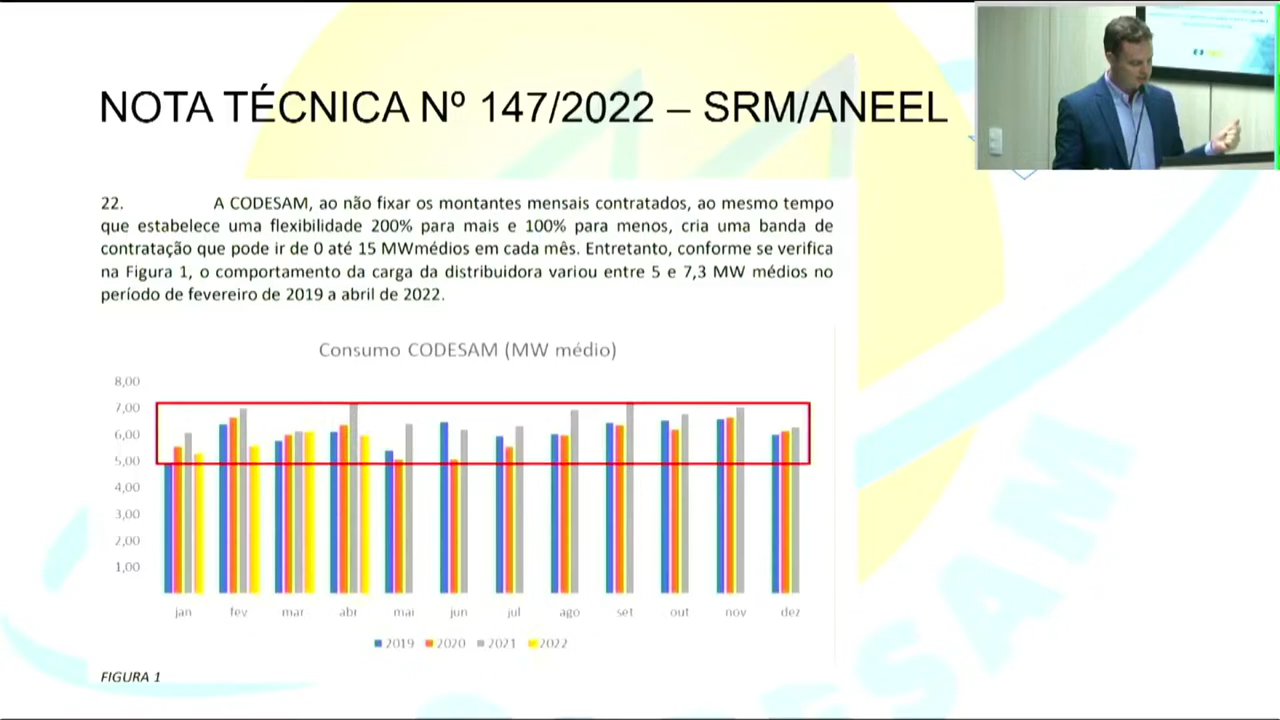 NOTA TÉCNICA Nº 147/2022 – SRM/ANEEL
22. A CODESAM, ao não fixar os montantes mensais contratados, ao mesmo tempo
que estabelece uma flexibilidade 200% para mais e 100% para menos, cria uma banda de
contratação que pode ir de 0 até 15 MWmédios em cada mês. Entretanto, conforme se verifica
na Figura 1, o comportamento da carga da distribuidora variou entre 5 e 7,3 MW médios no
período de fevereiro de 2019 a abril de 2022.
Consumo CODESAM (MW médio)
8,00
7,00
6,00
5,00
4,00
3,00
2,00
1,00
jan fev mar abr mai jun jul ago set out nov dez
2019 2020 2021 2022
FIGURA 1
CODESAM